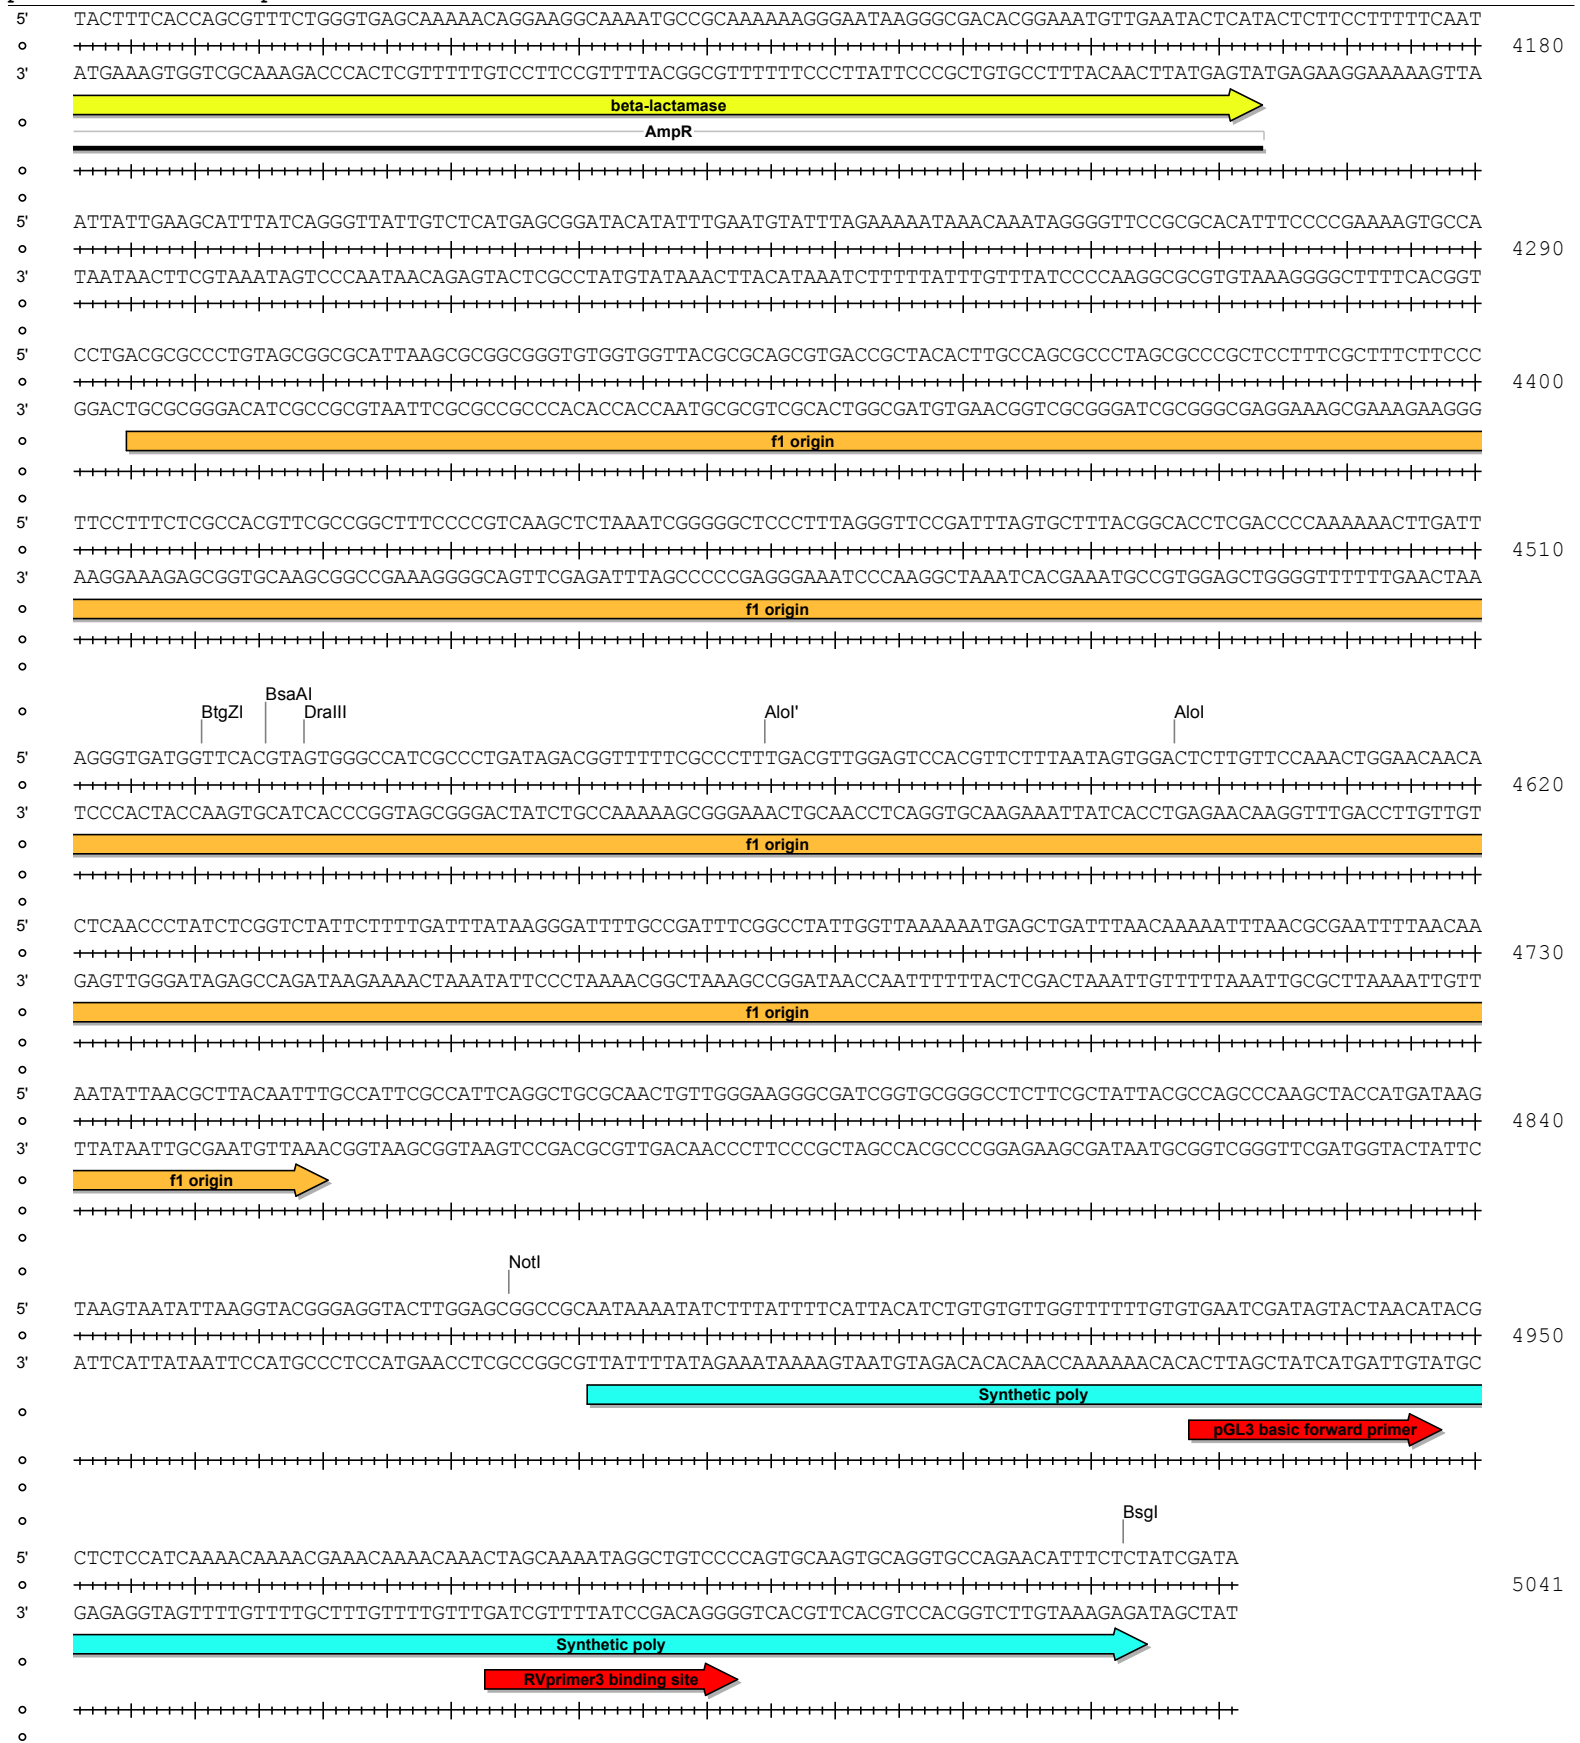 5' TACTTTCACCAGCGTTTCTGGGTGAGCAAAAACAGGAAGGCAAAATGCCGCAAAAAAGGGAATAAGGGCGACACGGAAATGTTGAATACTCATACTCTTCCTTTTTCAAT
4180
3' ATGAAAGTGGTCGCAAAGACCCACTCGTTTTTGTCCTTCCGTTTTACGGCGTTTTTTCCCTTATTCCCGCTGTGCCTTTACAACTTATGAGTATGAGAAGGAAAAAGTTA
beta-lactamase
AmpR
5' ATTATTGAAGCATTTATCAGGGTTATTGTCTCATGAGCGGATACATATTTGAATGTATTTAGAAAAATAAACAAATAGGGGTTCCGCGCACATTTCCCCGAAAAGTGCCA
4290
3' TAATAACTTCGTAAATAGTCCCAATAACAGAGTACTCGCCTATGTATAAACTTACATAAATCTTTTTATTTGTTTATCCCCAAGGCGCGTGTAAAGGGGCTTTTCACGGT
5' CCTGACGCGCCCTGTAGCGGCGCATTAAGCGCGGCGGGTGTGGTGGTTACGCGCAGCGTGACCGCTACACTTGCCAGCGCCCTAGCGCCCGCTCCTTTCGCTTTCTTCCC
4400
3' GGACTGCGCGGGACATCGCCGCGTAATTCGCGCCGCCCACACCACCAATGCGCGTCGCACTGGCGATGTGAACGGTCGCGGGATCGCGGGCGAGGAAAGCGAAAGAAGGG
f1 origin
5' TTCCTTTCTCGCCACGTTCGCCGGCTTTCCCCGTCAAGCTCTAAATCGGGGGCTCCCTTTAGGGTTCCGATTTAGTGCTTTACGGCACCTCGACCCCAAAAAACTTGATT
4510
3' AAGGAAAGAGCGGTGCAAGCGGCCGAAAGGGGCAGTTCGAGATTTAGCCCCCGAGGGAAATCCCAAGGCTAAATCACGAAATGCCGTGGAGCTGGGGTTTTTTGAACTAA
f1 origin
BsaAI
BtgZI DraIII AloI' AloI
5' AGGGTGATGGTTCACGTAGTGGGCCATCGCCCTGATAGACGGTTTTTCGCCCTTTGACGTTGGAGTCCACGTTCTTTAATAGTGGACTCTTGTTCCAAACTGGAACAACA
4620
3' TCCCACTACCAAGTGCATCACCCGGTAGCGGGACTATCTGCCAAAAAGCGGGAAACTGCAACCTCAGGTGCAAGAAATTATCACCTGAGAACAAGGTTTGACCTTGTTGT
f1 origin
5' CTCAACCCTATCTCGGTCTATTCTTTTGATTTATAAGGGATTTTGCCGATTTCGGCCTATTGGTTAAAAAATGAGCTGATTTAACAAAAATTTAACGCGAATTTTAACAA
4730
3' GAGTTGGGATAGAGCCAGATAAGAAAACTAAATATTCCCTAAAACGGCTAAAGCCGGATAACCAATTTTTTACTCGACTAAATTGTTTTTAAATTGCGCTTAAAATTGTT
f1 origin
5' AATATTAACGCTTACAATTTGCCATTCGCCATTCAGGCTGCGCAACTGTTGGGAAGGGCGATCGGTGCGGGCCTCTTCGCTATTACGCCAGCCCAAGCTACCATGATAAG
4840
3' TTATAATTGCGAATGTTAAACGGTAAGCGGTAAGTCCGACGCGTTGACAACCCTTCCCGCTAGCCACGCCCGGAGAAGCGATAATGCGGTCGGGTTCGATGGTACTATTC
f1 origin
NotI
5' TAAGTAATATTAAGGTACGGGAGGTACTTGGAGCGGCCGCAATAAAATATCTTTATTTTCATTACATCTGTGTGTTGGTTTTTTGTGTGAATCGATAGTACTAACATACG
4950
3' ATTCATTATAATTCCATGCCCTCCATGAACCTCGCCGGCGTTATTTTATAGAAATAAAAGTAATGTAGACACACAACCAAAAAACACACTTAGCTATCATGATTGTATGC
Synthetic poly
pGL3 basic forward primer
BsgI
5' CTCTCCATCAAAACAAAACGAAACAAAACAAACTAGCAAAATAGGCTGTCCCCAGTGCAAGTGCAGGTGCCAGAACATTTCTCTATCGATA
5041
3' GAGAGGTAGTTTTGTTTTGCTTTGTTTTGTTTGATCGTTTTATCCGACAGGGGTCACGTTCACGTCCACGGTCTTGTAAAGAGATAGCTAT
Synthetic poly
RVprimer3 binding site